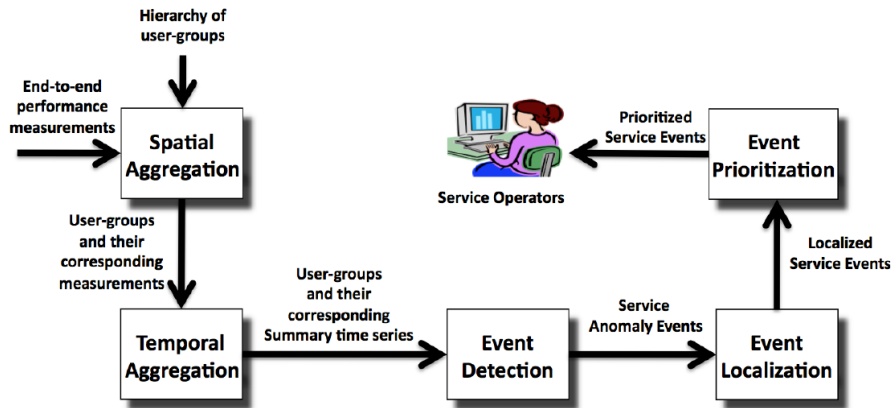 Hierarchy of
user-groups
End-to-end
performance
measurements
Spatial
Aggregation
User-groups
and their
corresponding
measurements
Temporal
Aggregation
User-groups
and their
corresponding
Summary time series
Event
Detection
Service
Anomaly Events
Event
Localization
Localized
Service Events
Event
Prioritization
Prioritized
Service Events
Service Operators